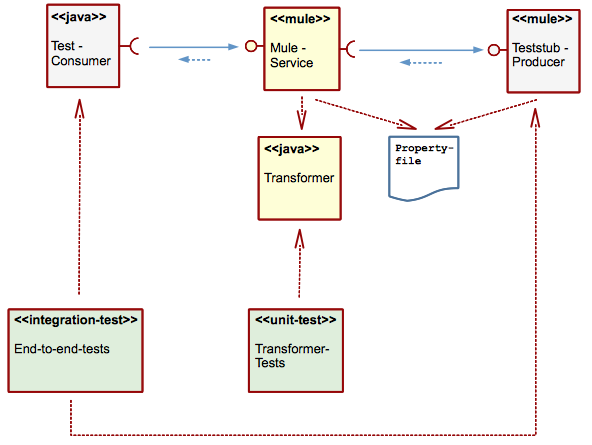 <<java>>
Test -
Consumer
<<mule>>
Mule -
Service
<<mule>>
Teststub -
Producer
<<java>>
Transformer
Property-
file
<<integration-test>>
End-to-end-tests
<<unit-test>>
Transformer-
Tests